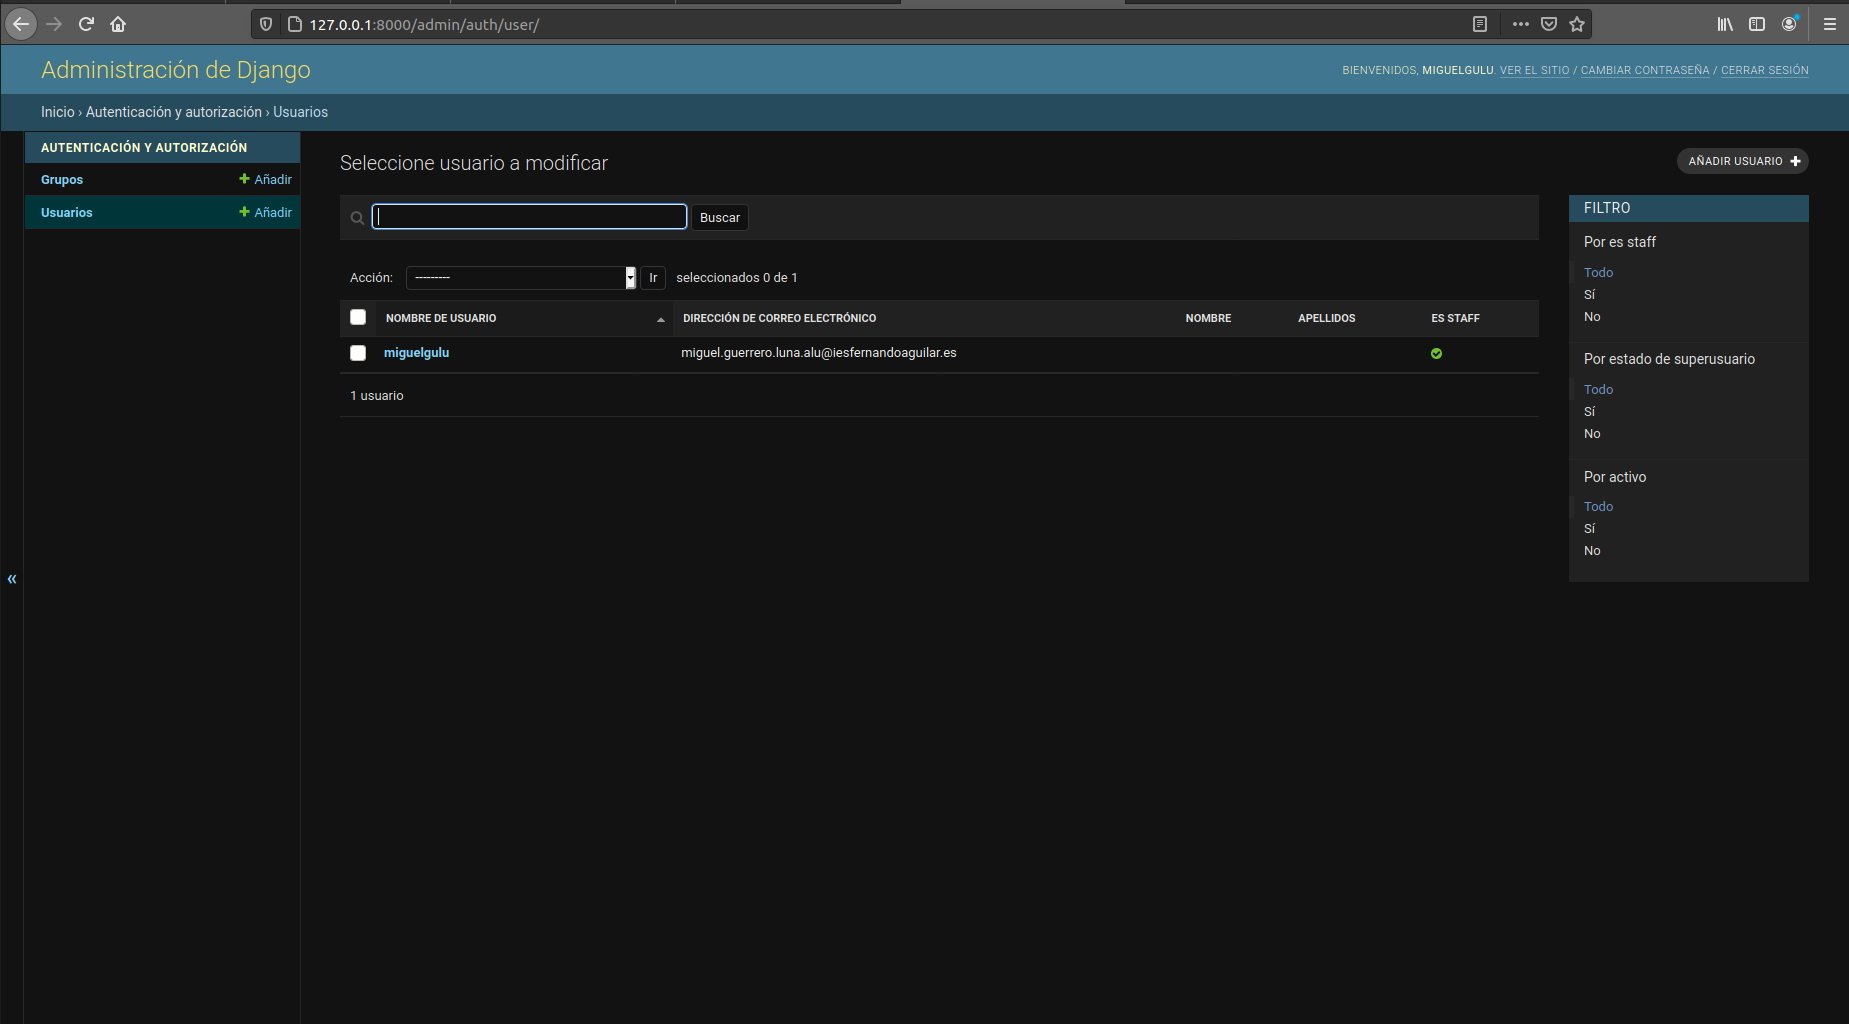 127.0.0.1:8000/admin/auth/user/
Administración de Django
BIENVENIDOS, MIGUELGULU. VER EL SITIO / CAMBIAR CONTRASEÑA / CERRAR SESIÓN
Inicio › Autenticación y autorización › Usuarios
AUTENTICACIÓN Y AUTORIZACIÓN
Grupos + Añadir
Usuarios + Añadir
«
Seleccione usuario a modificar
AÑADIR USUARIO +
Buscar
Acción: --------- Ir seleccionados 0 de 1
NOMBRE DE USUARIO DIRECCIÓN DE CORREO ELECTRÓNICO NOMBRE APELLIDOS ES STAFF
miguelgulu miguel.guerrero.luna.alu@iesfernandoaguilar.es
1 usuario
FILTRO
Por es staff
Todo
Sí
No
Por estado de superusuario
Todo
Sí
No
Por activo
Todo
Sí
No